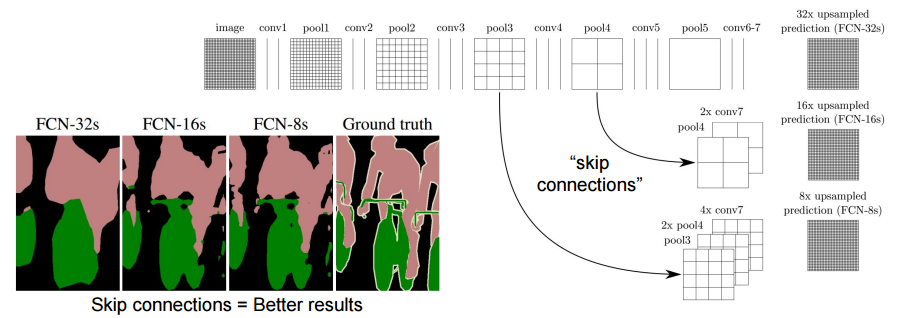 image conv1 pool1 conv2 pool2 conv3 pool3 conv4 pool4 conv5 pool5 conv6-7
32x upsampled
prediction (FCN-32s)
FCN-32s FCN-16s FCN-8s Ground truth
Skip connections = Better results
“skip
connections”
2x conv7
pool4
16x upsampled
prediction (FCN-16s)
4x conv7
2x pool4
pool3
8x upsampled
prediction (FCN-8s)